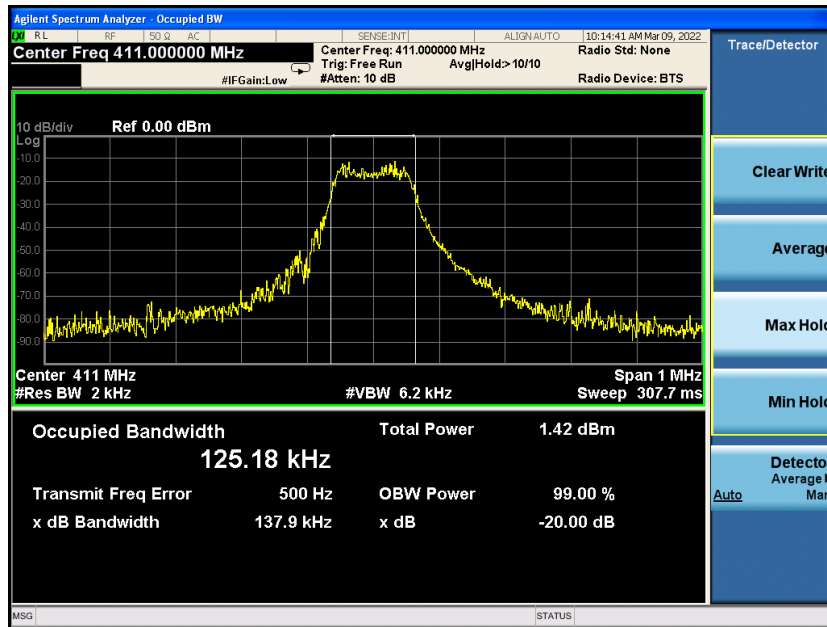 Agilent Spectrum Analyzer - Occupied BW
LXI RL RF 50 Ω AC SENSE:INT ALIGN AUTO 10:14:41 AM Mar 09, 2022
Center Freq 411.000000 MHz
Center Freq: 411.000000 MHz
Radio Std: None
Trig: Free Run Avg|Hold:>10/10
#IFGain:Low
#Atten: 10 dB
Radio Device: BTS
Trace/Detector
10 dB/div Ref 0.00 dBm
Log
-10.0
-20.0
-30.0
-40.0
-50.0
-60.0
-70.0
-80.0
-90.0
Clear Write
Average
Max Hold
Min Hold
Center 411 MHz Span 1 MHz
#Res BW 2 kHz #VBW 6.2 kHz Sweep 307.7 ms
Occupied Bandwidth Total Power 1.42 dBm
125.18 kHz
Transmit Freq Error 500 Hz OBW Power 99.00 %
x dB Bandwidth 137.9 kHz x dB -20.00 dB
Detecto
Average
Auto Man
MSG STATUS